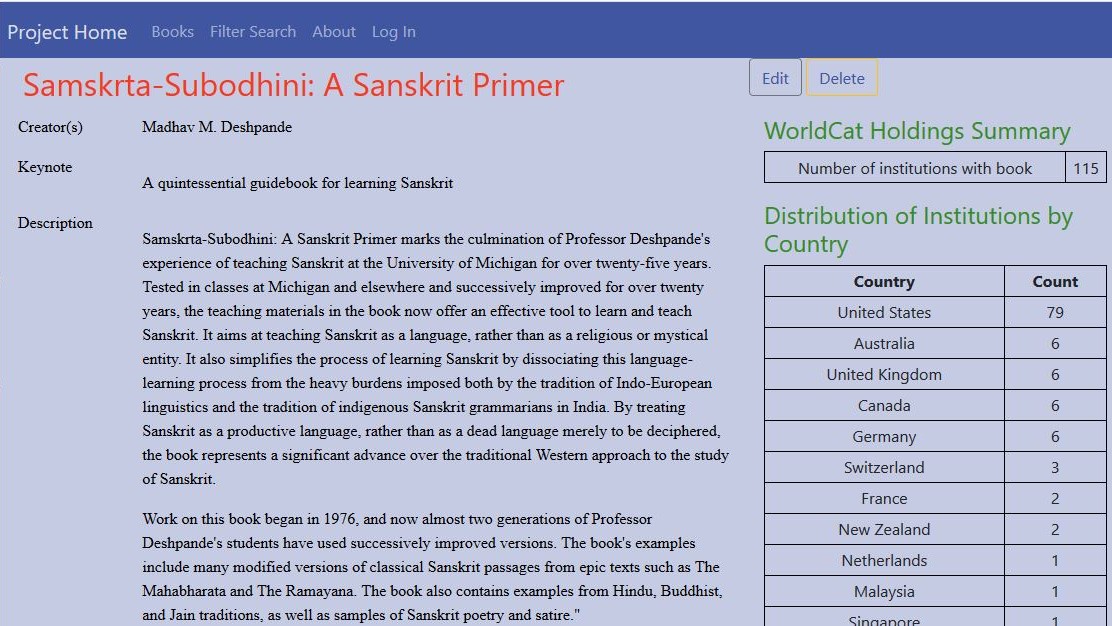 Project Home Books Filter Search About Log In
Samskrta-Subodhini: A Sanskrit Primer
Creator(s) Madhav M. Deshpande
Keynote
A quintessential guidebook for learning Sanskrit
Description
Samskrta-Subodhini: A Sanskrit Primer marks the culmination of Professor Deshpande's
experience of teaching Sanskrit at the University of Michigan for over twenty-five years.
Tested in classes at Michigan and elsewhere and successively improved for over twenty
years, the teaching materials in the book now offer an effective tool to learn and teach
Sanskrit. It aims at teaching Sanskrit as a language, rather than as a religious or mystical
entity. It also simplifies the process of learning Sanskrit by dissociating this language-
learning process from the heavy burdens imposed both by the tradition of Indo-European
linguistics and the tradition of indigenous Sanskrit grammarians in India. By treating
Sanskrit as a productive language, rather than as a dead language merely to be deciphered,
the book represents a significant advance over the traditional Western approach to the study
of Sanskrit.
Work on this book began in 1976, and now almost two generations of Professor
Deshpande's students have used successively improved versions. The book's examples
include many modified versions of classical Sanskrit passages from epic texts such as The
Mahabharata and The Ramayana. The book also contains examples from Hindu, Buddhist,
and Jain traditions, as well as samples of Sanskrit poetry and satire."
Edit Delete
WorldCat Holdings Summary
Number of institutions with book 115
Distribution of Institutions by
Country
Country Count
United States 79
Australia 6
United Kingdom 6
Canada 6
Germany 6
Switzerland 3
France 2
New Zealand 2
Netherlands 1
Malaysia 1
Singapore 1